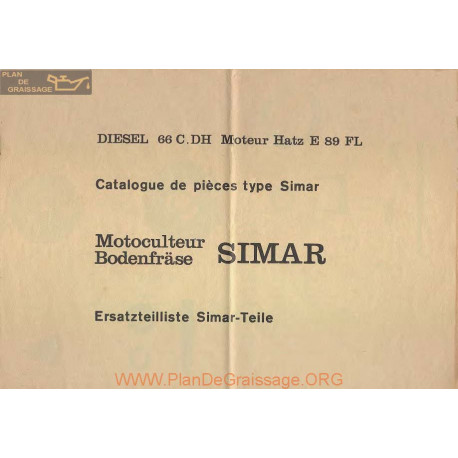 PLAN
DE
GRAISSAGE
DIESEL 66 C.DH Moteur Hatz E 89 FL
Catalogue de pièces type Simar
Motoculteur
Bodenfräse SIMAR
Ersatzteilliste Simar-Teile
www.PlanDeGraissage.ORG